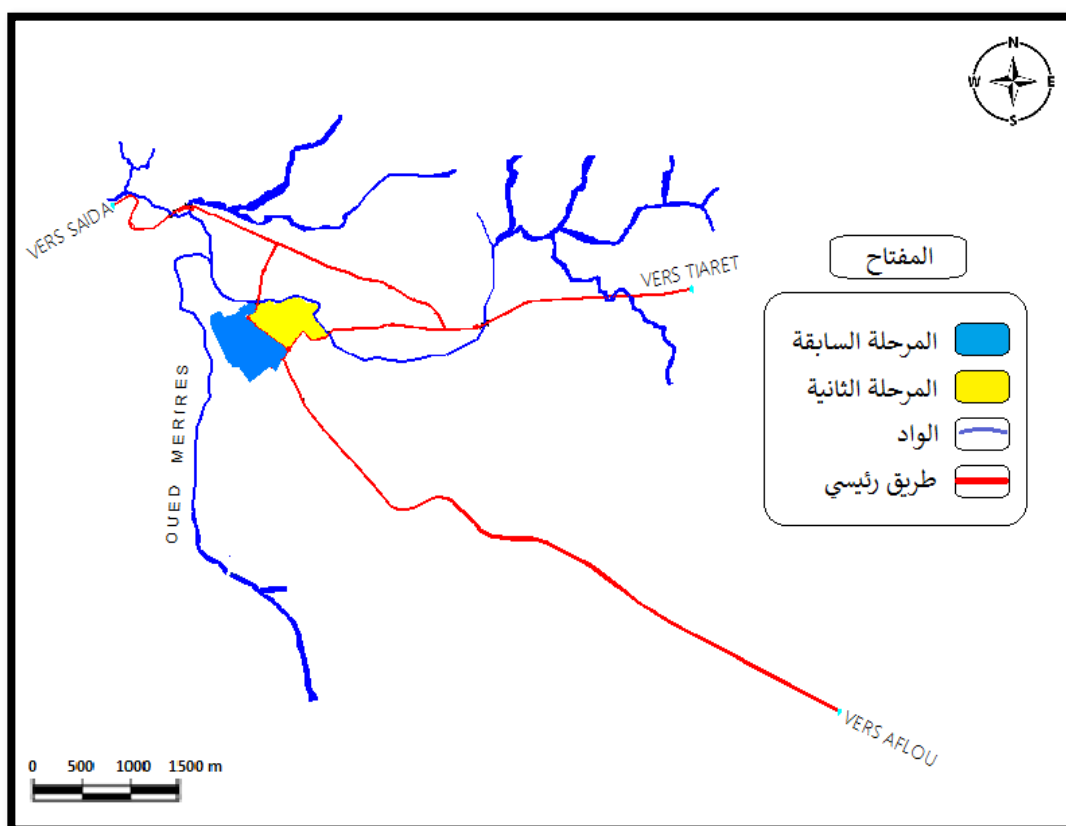 N
W E
S
VERS SAIDA
VERS TIARET
المفتاح
المرحلة السابقة
المرحلة الثانية
الواد
طريق رئيسي
OUED MERIRES
VERS AFLOU
0 500 1000 1500 m